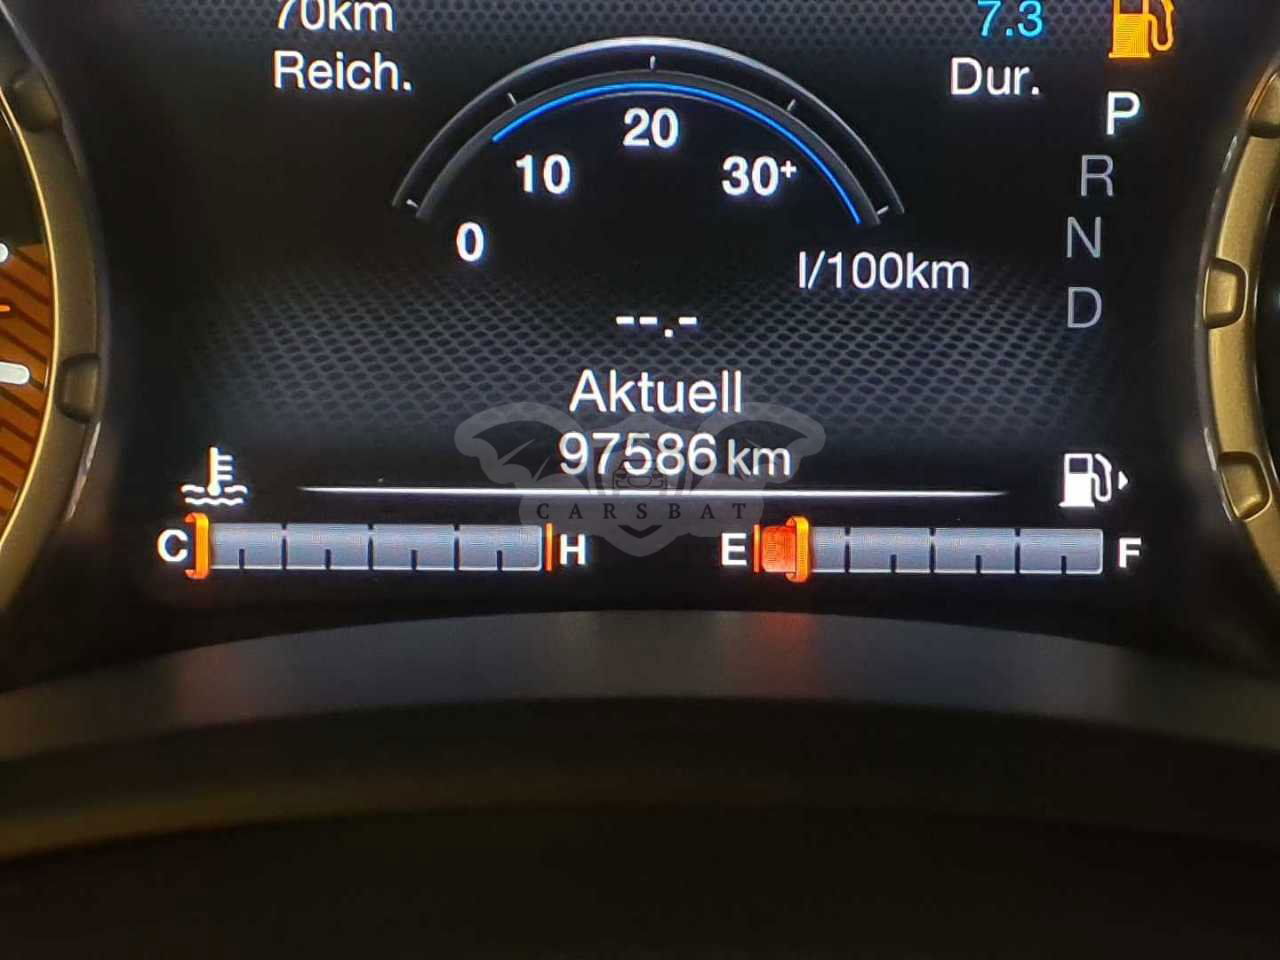 70km
Reich.
7.3
Dur.
P
R
N
D
0
10
20
30+
l/100km
--.-
Aktuell
97586 km
CARSBAT
C
H
E
F